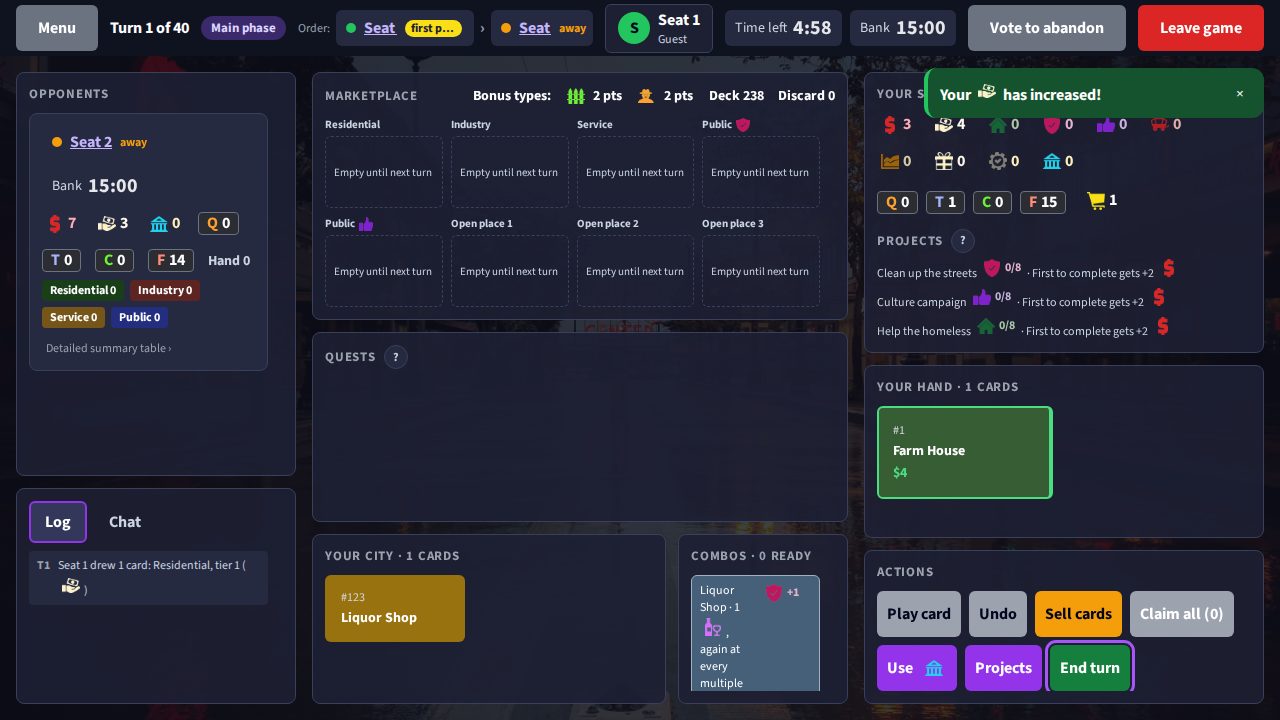 Menu
Turn 1 of 40
Main phase
Order:
Seat
first p...
›
Seat
away
S
Seat 1
Guest
Time left 4:58
Bank 15:00
Vote to abandon
Leave game
OPPONENTS
Seat 2 away
Bank 15:00
7
3
0
Q 0
T 0
C 0
F 14
Hand 0
Residential 0
Industry 0
Service 0
Public 0
Detailed summary table ›
Log
Chat
T1 Seat 1 drew 1 card: Residential, tier 1 (
)
MARKETPLACE
Bonus types:
2 pts
2 pts
Deck 238
Discard 0
Residential
Industry
Service
Public
Empty until next turn
Empty until next turn
Empty until next turn
Empty until next turn
Public
Open place 1
Open place 2
Open place 3
Empty until next turn
Empty until next turn
Empty until next turn
Empty until next turn
QUESTS ?
YOUR CITY · 1 CARDS
#123
Liquor Shop
COMBOS · 0 READY
Liquor
Shop · 1
, 
again at
every
multiple
+1
YOUR S
Your has increased!
×
3
4
0
0
0
0
0
0
0
0
Q 0
T 1
C 0
F 15
1
PROJECTS ?
Clean up the streets 0/8 · First to complete gets +2
Culture campaign 0/8 · First to complete gets +2
Help the homeless 0/8 · First to complete gets +2
YOUR HAND · 1 CARDS
#1
Farm House
$4
ACTIONS
Play card
Undo
Sell cards
Claim all (0)
Use
Projects
End turn